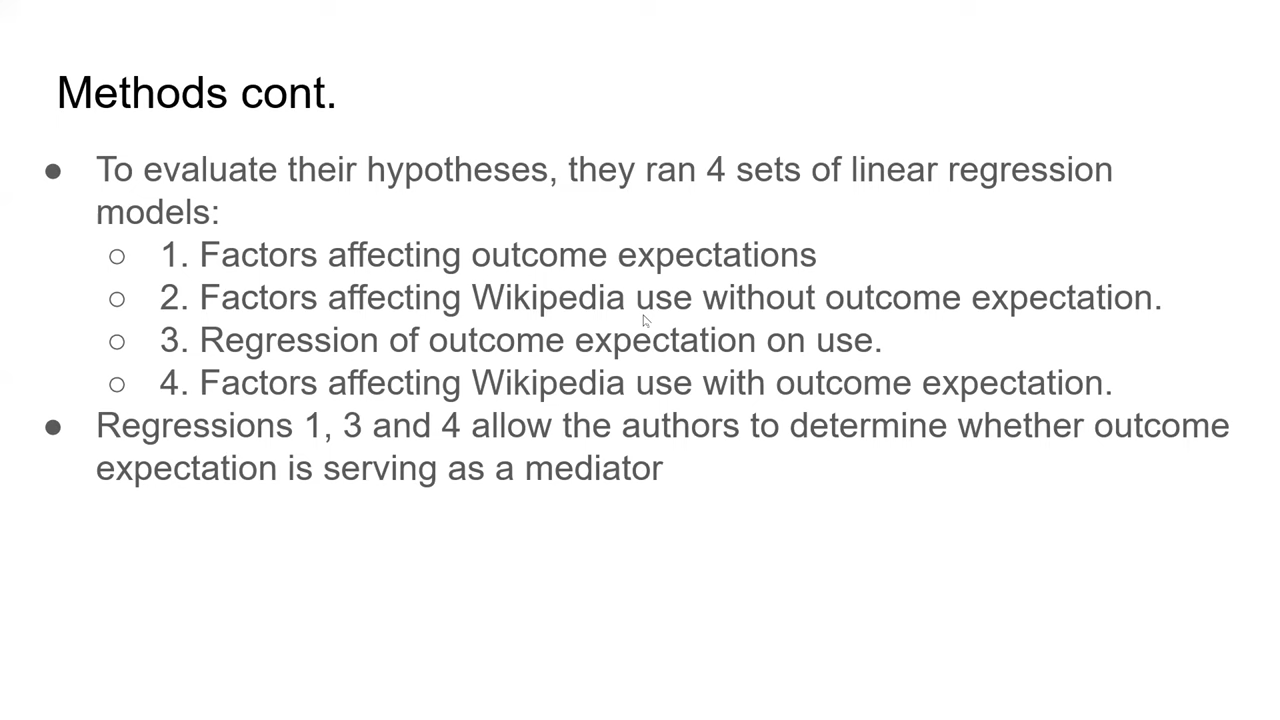 Methods cont.
● To evaluate their hypotheses, they ran 4 sets of linear regression
models:
○ 1. Factors affecting outcome expectations
○ 2. Factors affecting Wikipedia use without outcome expectation.
○ 3. Regression of outcome expectation on use.
○ 4. Factors affecting Wikipedia use with outcome expectation.
● Regressions 1, 3 and 4 allow the authors to determine whether outcome
expectation is serving as a mediator